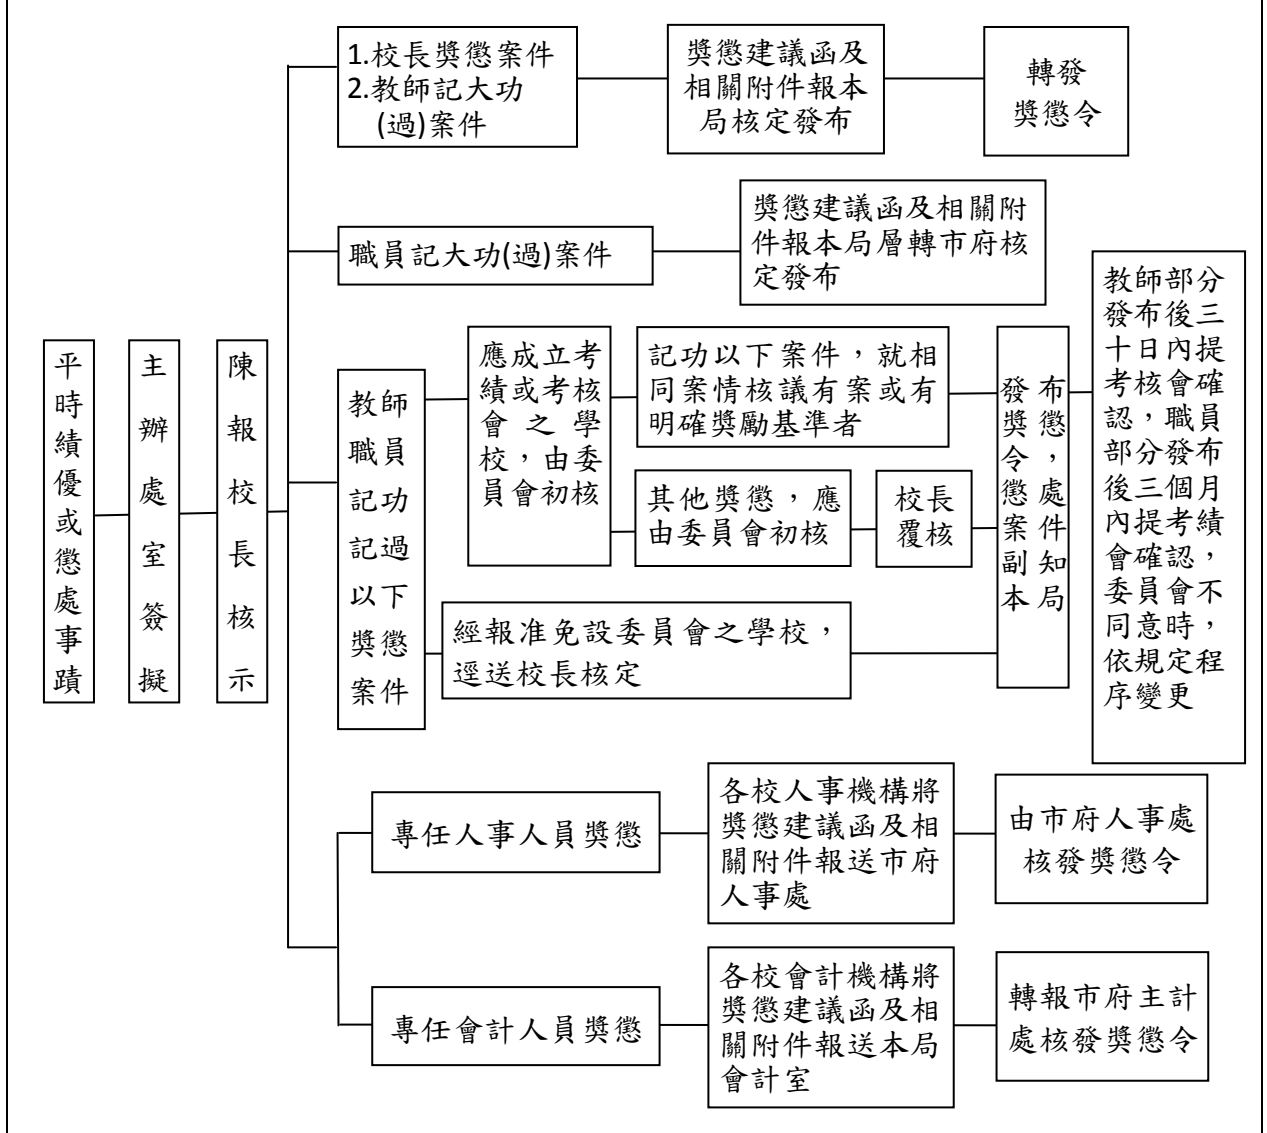 平時績優或懲處事蹟
主辦處室簽擬
陳報校長核示
1.校長獎懲案件
2.教師記大功
(過)案件
獎懲建議函及
相關附件報本
局核定發布
轉發
獎懲令
職員記大功(過)案件
獎懲建議函及相關附
件報本局層轉市府核
定發布
教師
職員
記功
記過
以下
獎懲
案件
應成立考
績或考核
會之學
校，由委
員會初核
記功以下案件，就相
同案情核議有案或有
明確獎勵基準者
其他獎懲，應
由委員會初核
校長
覆核
經報准免設委員會之學校，
逕送校長核定
發布
獎懲
令，
懲處
案件
副知
本局
教師部分
發布後三
十日內提
考核會確
認，職員
部分發布
後三個月
內提考績
會確認，
委員會不
同意時，
依規定程
序變更
專任人事人員獎懲
各校人事機構將
獎懲建議函及相
關附件報送市府
人事處
由市府人事處
核發獎懲令
專任會計人員獎懲
各校會計機構將
獎懲建議函及相
關附件報送本局
會計室
轉報市府主計
處核發獎懲令